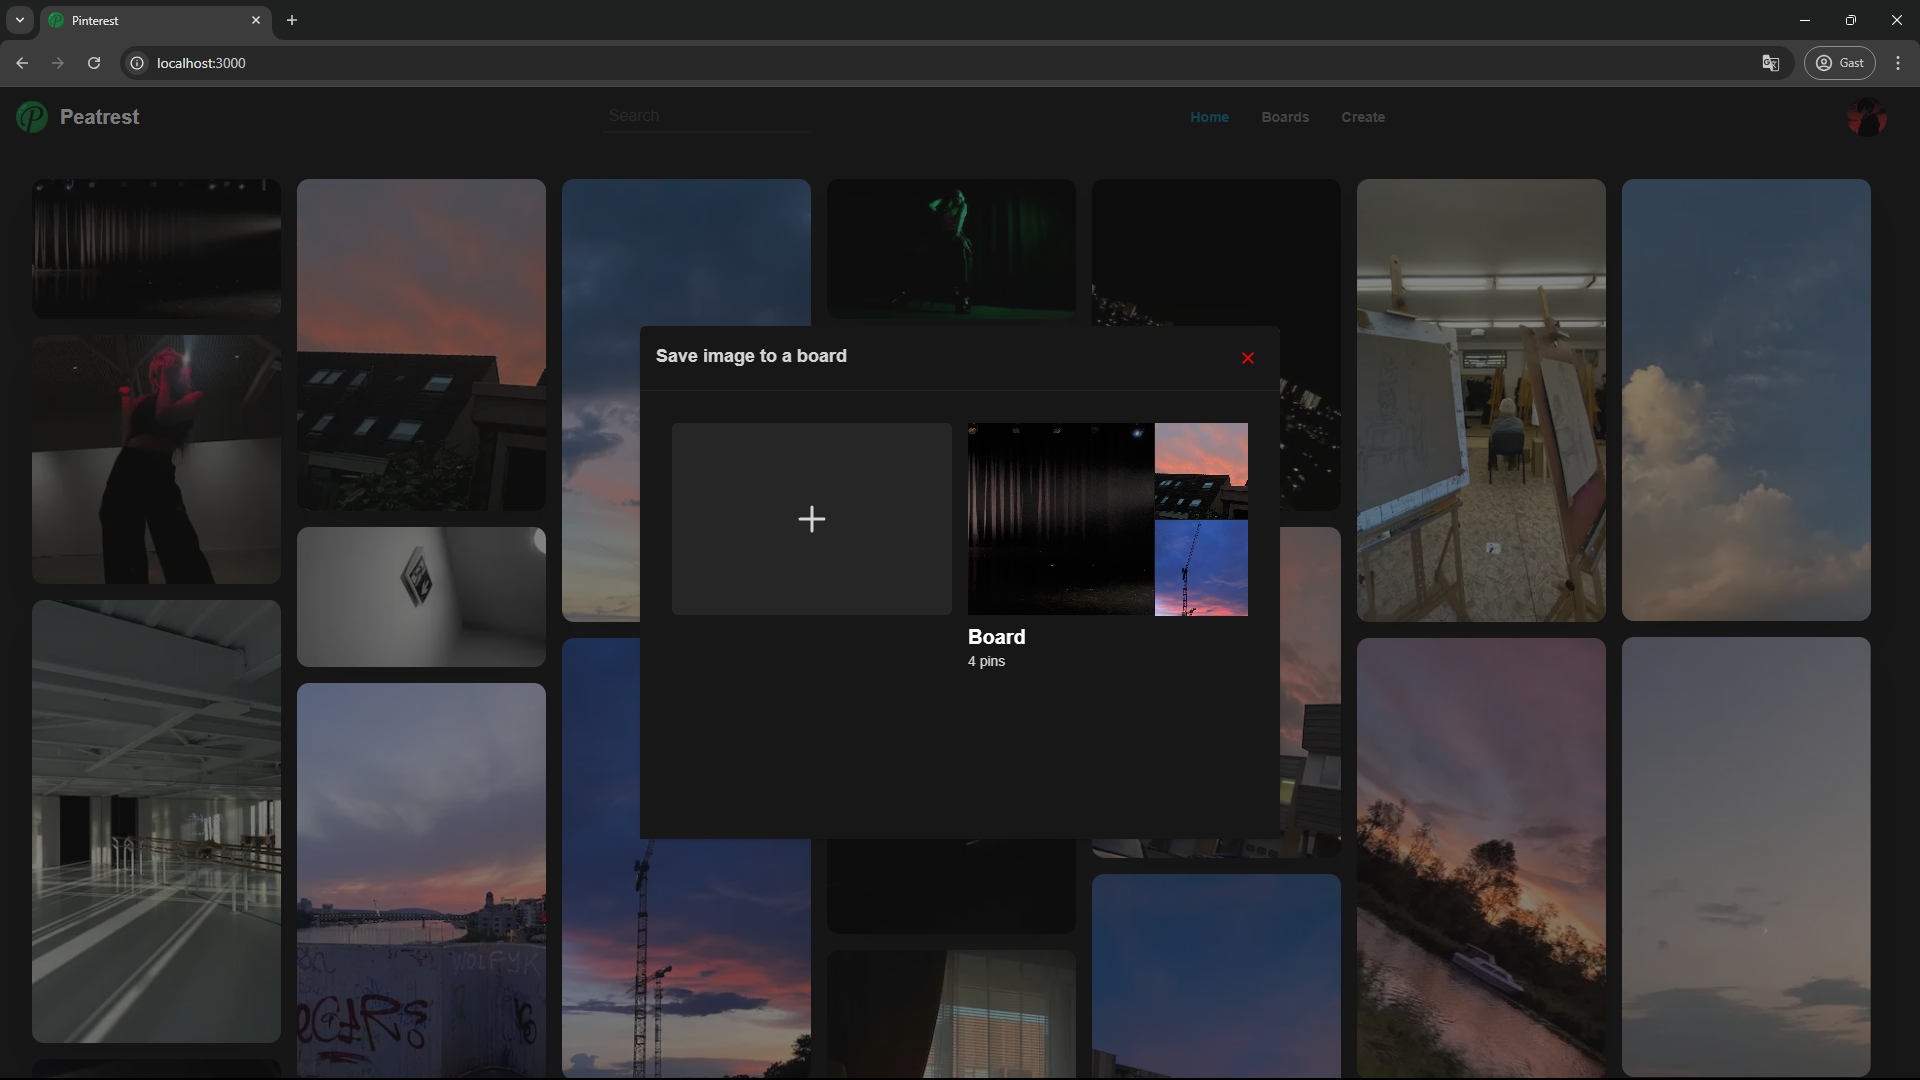 Pinterest
localhost:3000
Gast
Peatrest
Search
Home
Boards
Create
Save image to a board
Board
4 pins